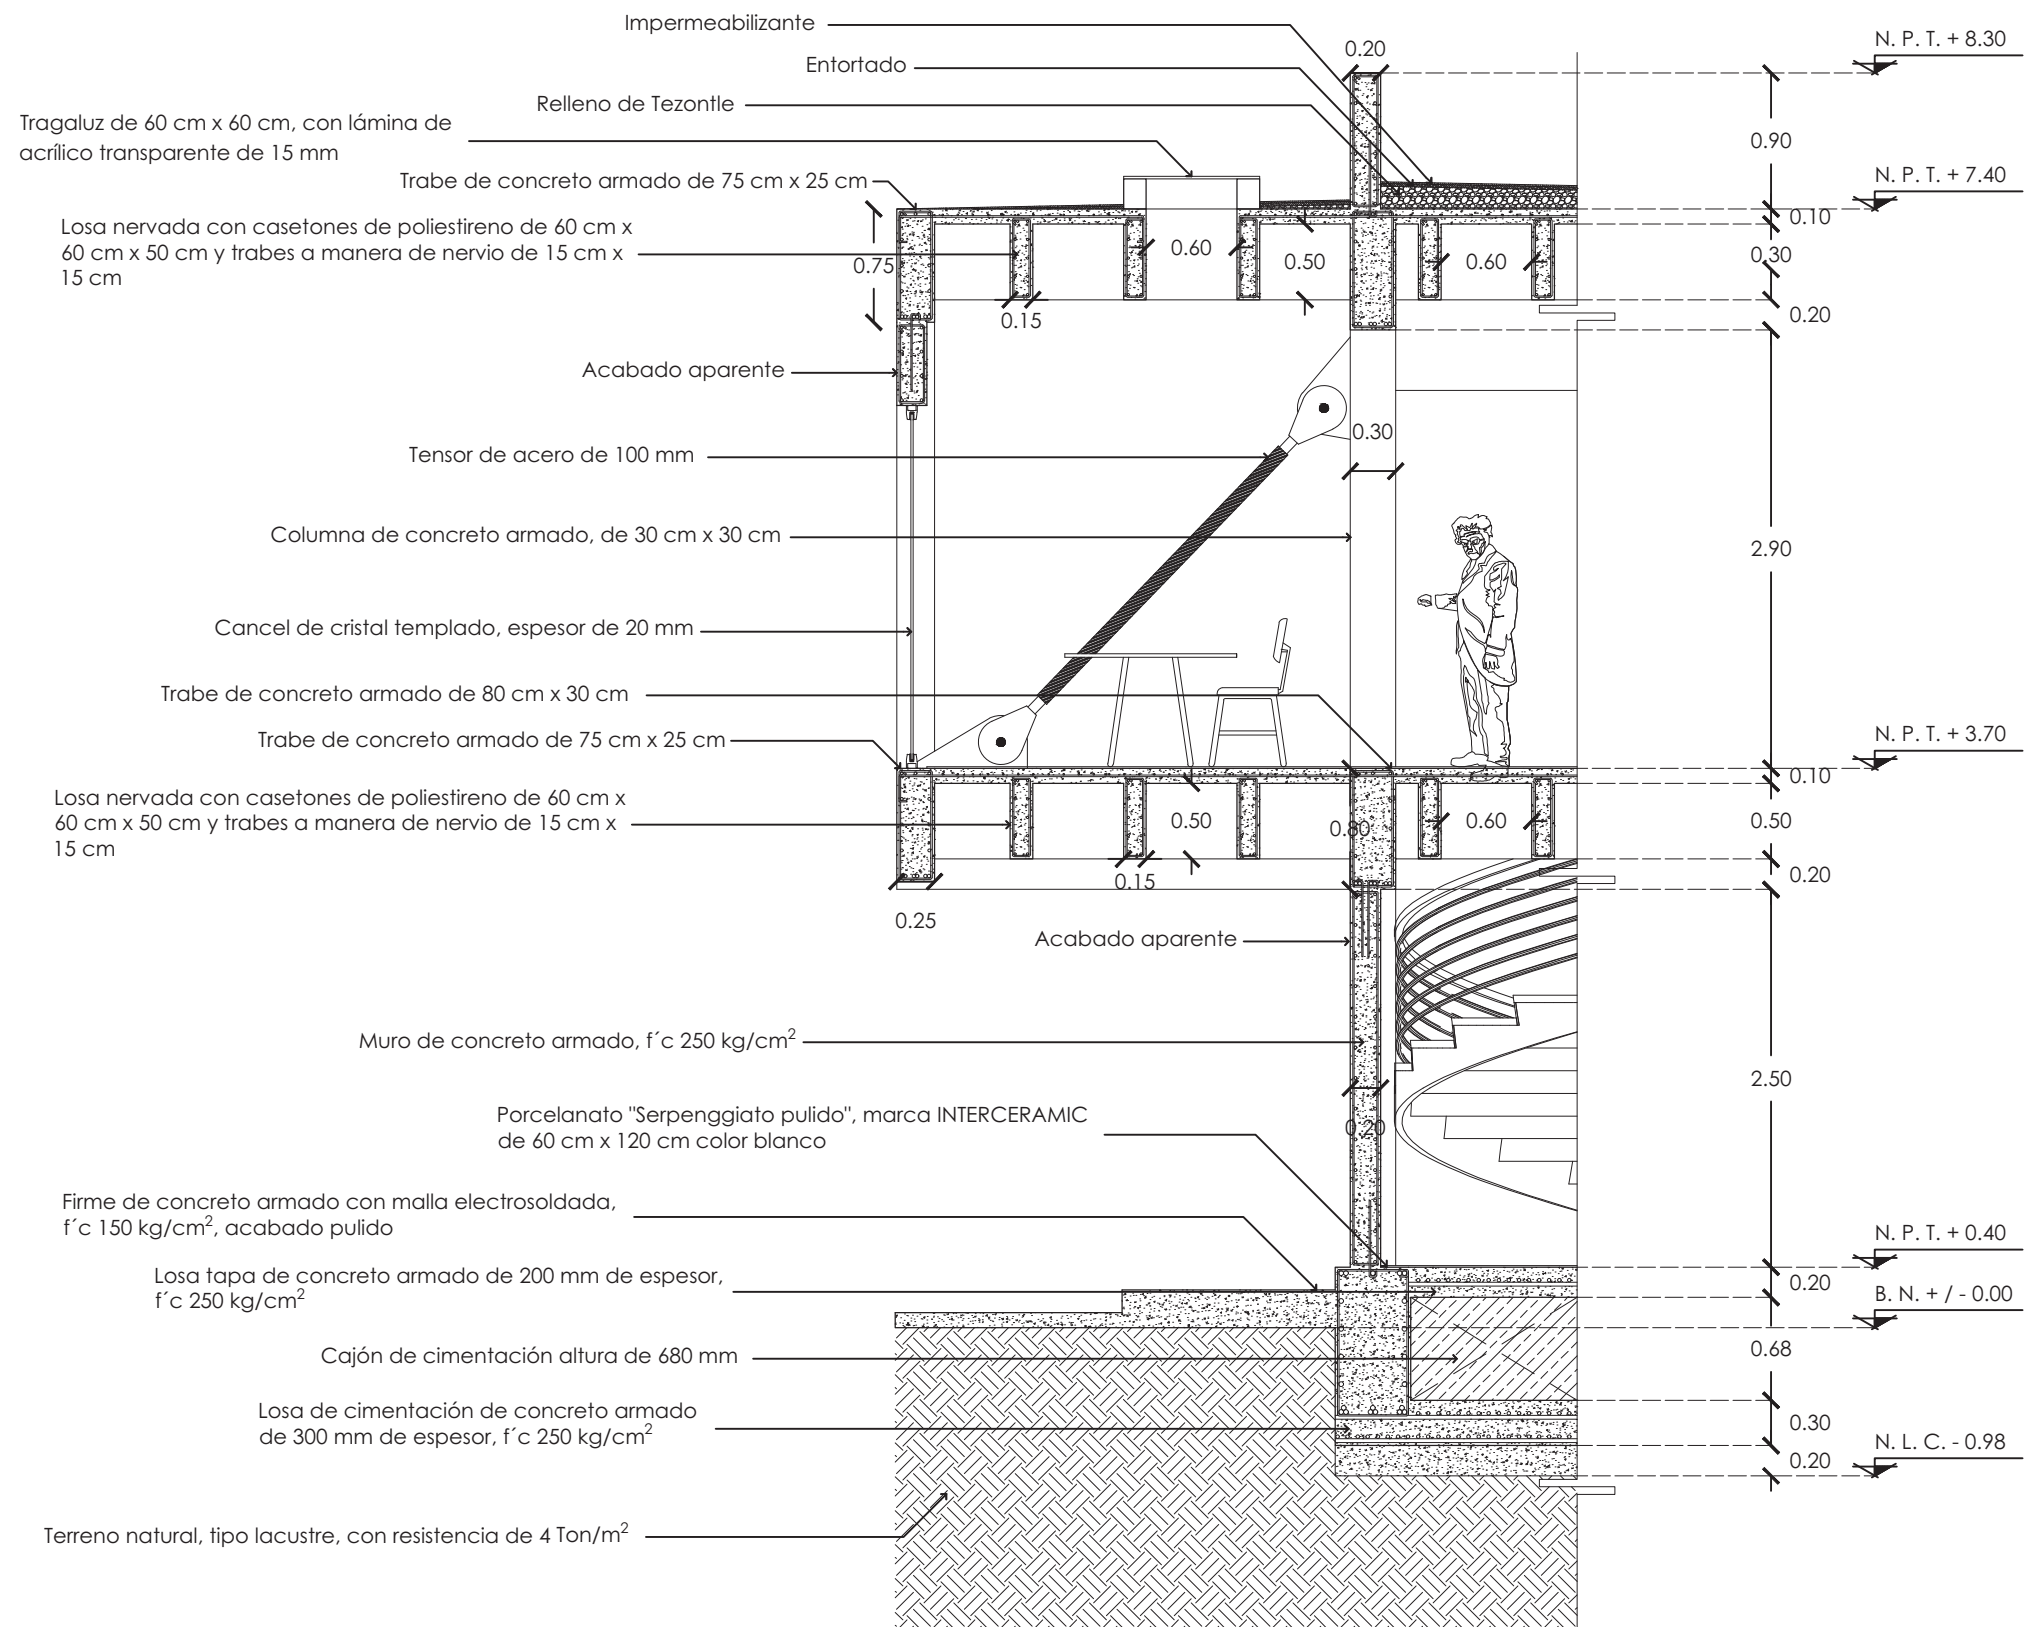 Impermeabilizante
Entortado
Relleno de Tezontle
Tragaluz de 60 cm x 60 cm, con lámina de
acrílico transparente de 15 mm
Trabe de concreto armado de 75 cm x 25 cm
Losa nervada con casetones de poliestireno de 60 cm x
60 cm x 50 cm y trabes a manera de nervio de 15 cm x
15 cm
Acabado aparente
Tensor de acero de 100 mm
Columna de concreto armado, de 30 cm x 30 cm
Cancel de cristal templado, espesor de 20 mm
Trabe de concreto armado de 80 cm x 30 cm
Trabe de concreto armado de 75 cm x 25 cm
Losa nervada con casetones de poliestireno de 60 cm x
60 cm x 50 cm y trabes a manera de nervio de 15 cm x
15 cm
Acabado aparente
Muro de concreto armado, f´c 250 kg/cm²
Porcelanato "Serpenggiato pulido", marca INTERCERAMIC
de 60 cm x 120 cm color blanco
Firme de concreto armado con malla electrosoldada,
f´c 150 kg/cm², acabado pulido
Losa tapa de concreto armado de 200 mm de espesor,
f´c 250 kg/cm²
Cajón de cimentación altura de 680 mm
Losa de cimentación de concreto armado
de 300 mm de espesor, f´c 250 kg/cm²
Terreno natural, tipo lacustre, con resistencia de 4 Ton/m²
0.20
0.75
0.60
0.50
0.60
0.15
0.30
0.50
0.80
0.60
0.15
0.25
0.20
0.90
0.10
0.30
0.20
2.90
0.10
0.50
0.20
2.50
0.20
0.68
0.30
0.20
N. P. T. + 8.30
N. P. T. + 7.40
N. P. T. + 3.70
N. P. T. + 0.40
B. N. + / - 0.00
N. L. C. - 0.98